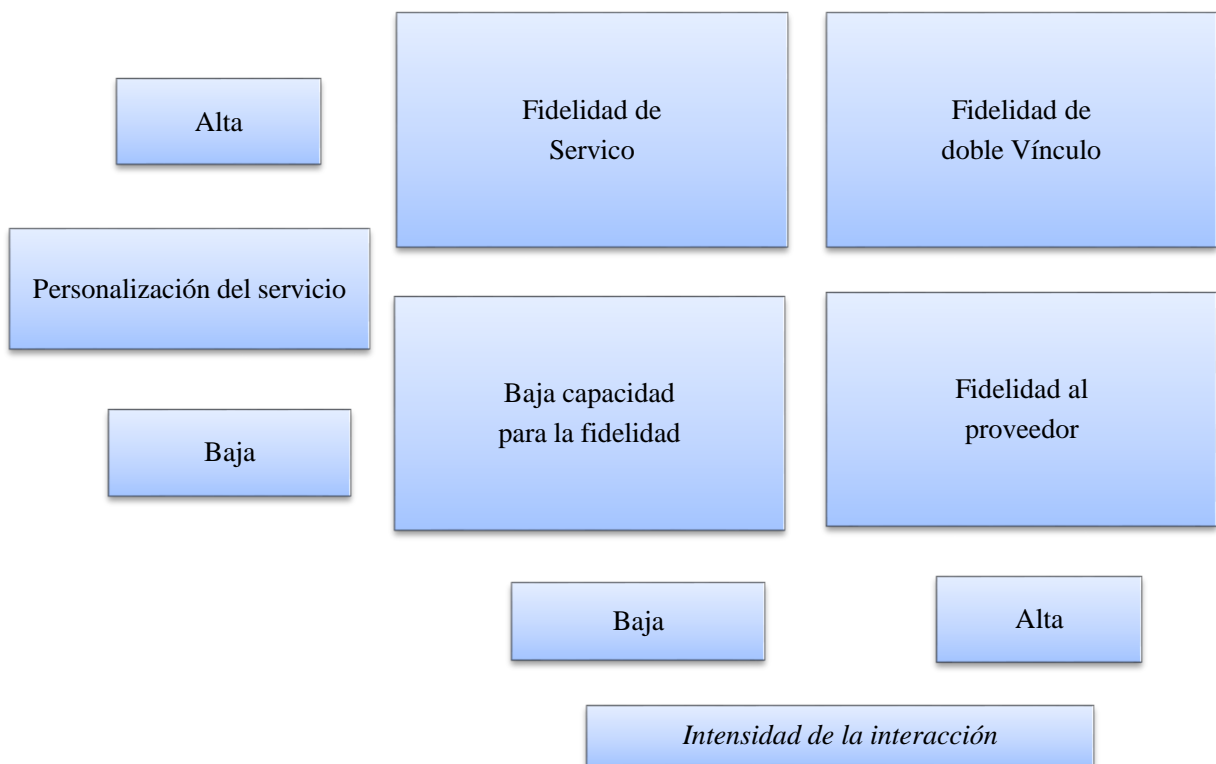 Alta
Fidelidad de
Servico
Fidelidad de
doble Vínculo
Personalización del servicio
Baja
Baja capacidad
para la fidelidad
Fidelidad al
proveedor
Baja
Alta
Intensidad de la interacción